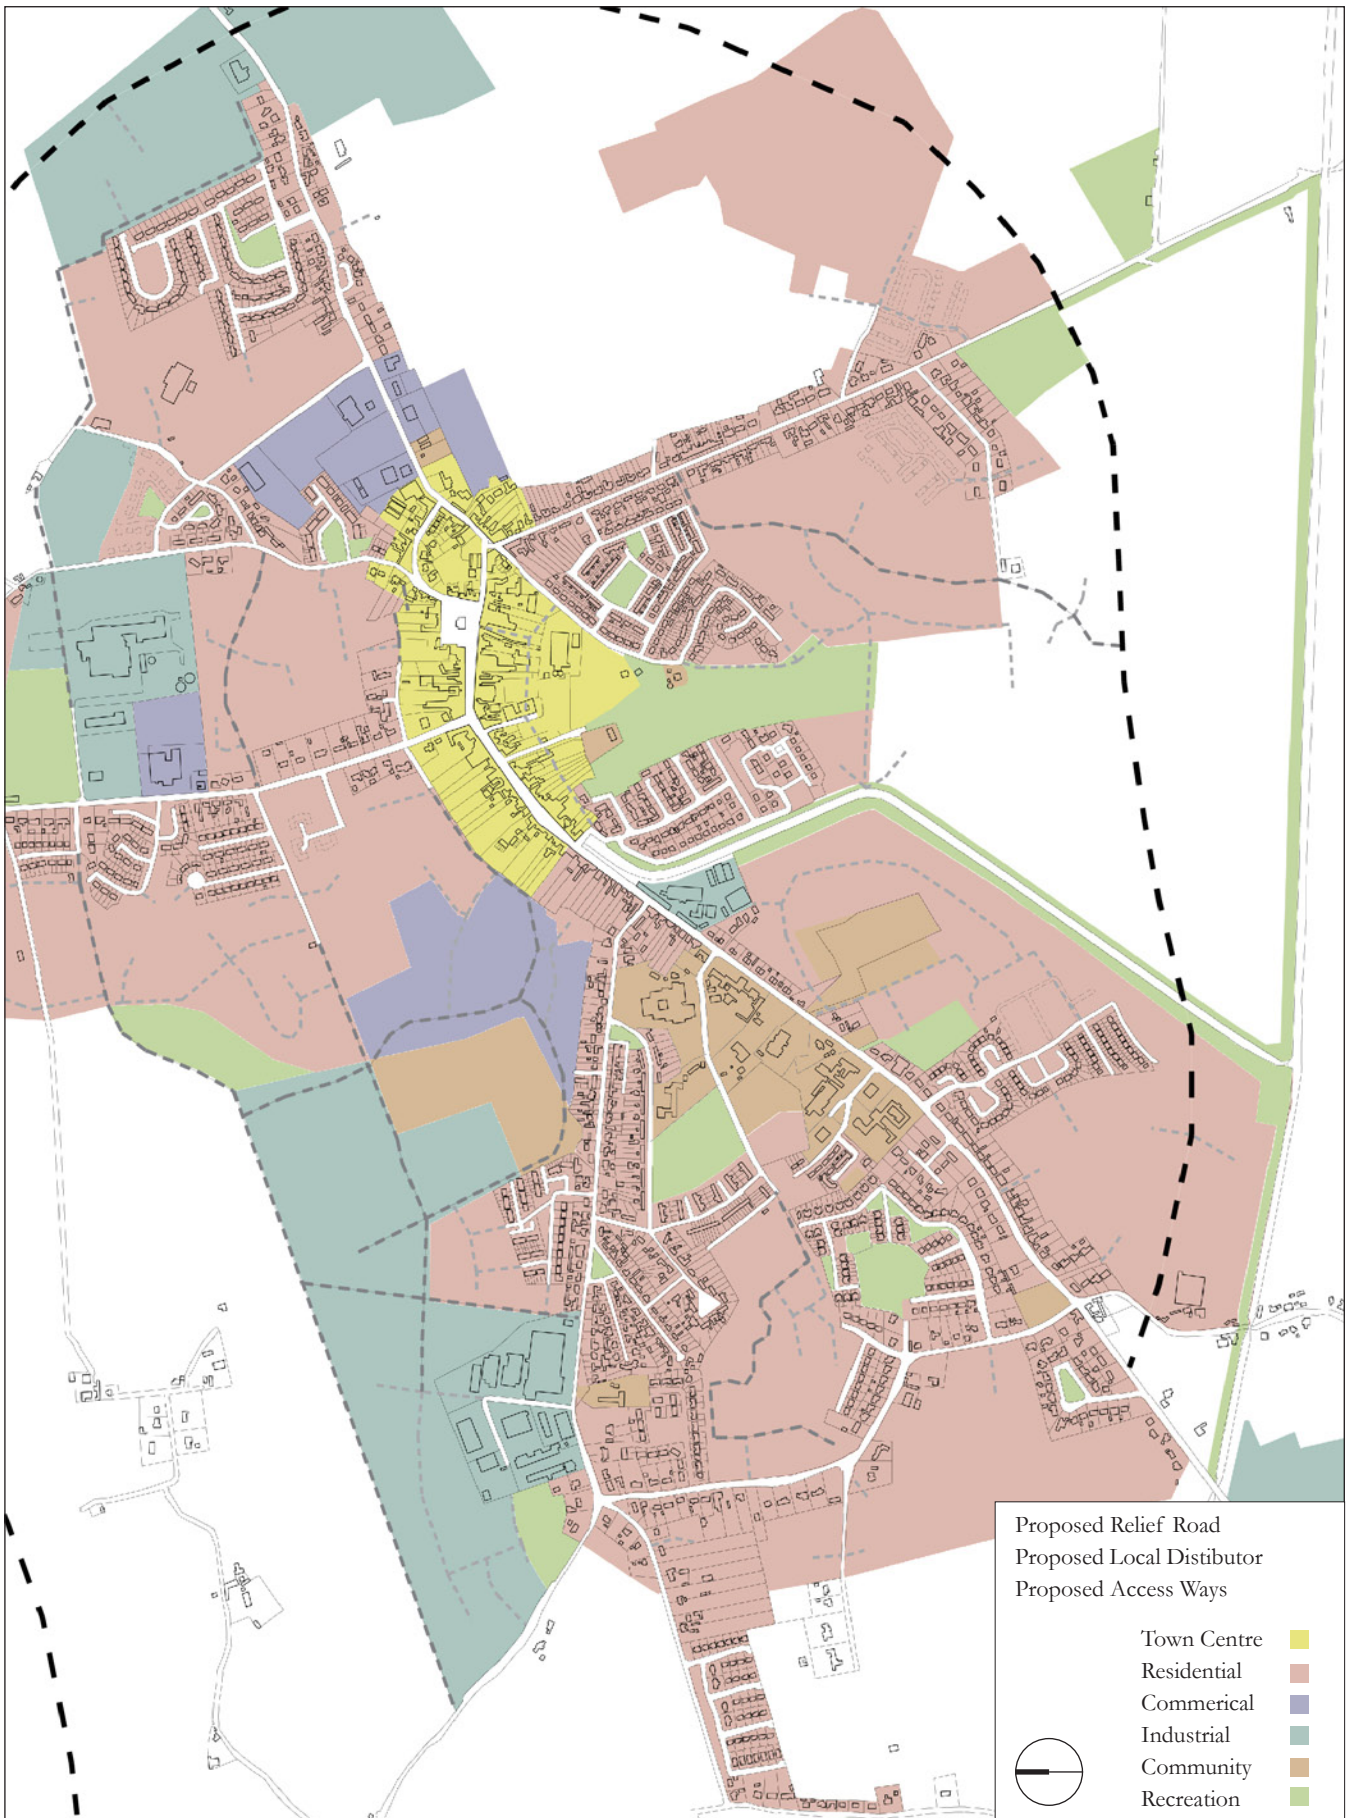 Proposed Relief Road
Proposed Local Distibutor
Proposed Access Ways
Town Centre
Residential
Commerical
Industrial
Community
Recreation